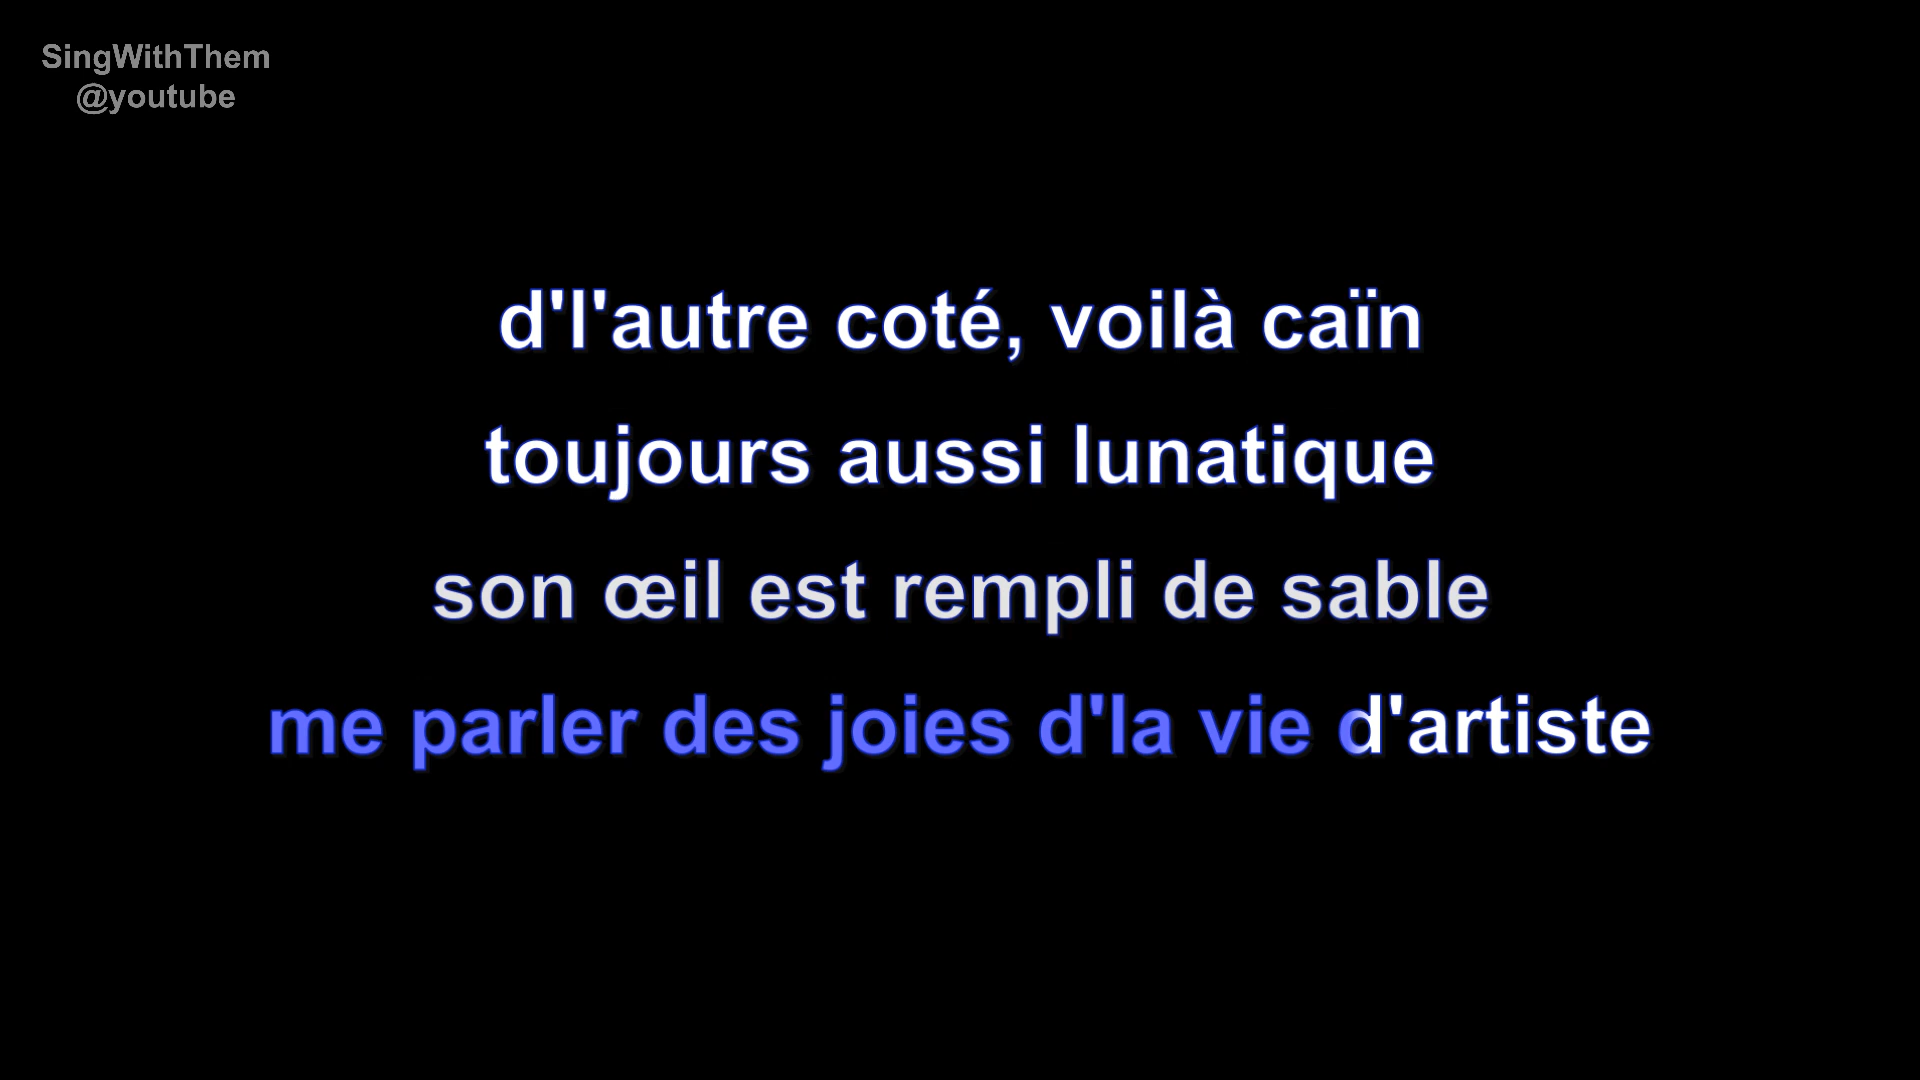 SingWithThem
@youtube
d'l'autre coté, voilà caïn
toujours aussi lunatique
son œil est rempli de sable
me parler des joies d'la vie d'artiste